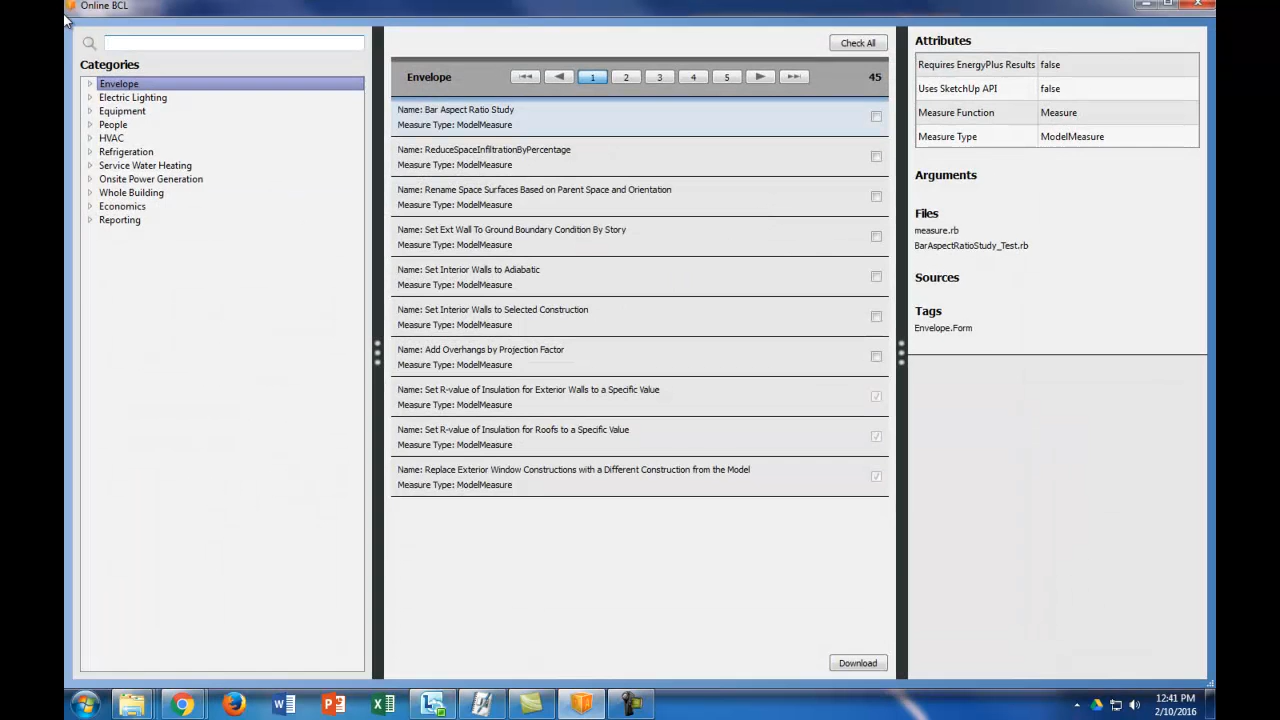 Online BCL
Check All
Categories
Envelope
Electric Lighting
Equipment
People
HVAC
Refrigeration
Service Water Heating
Onsite Power Generation
Whole Building
Economics
Reporting
Envelope 1 2 3 4 5 45
Name: Bar Aspect Ratio Study
Measure Type: ModelMeasure
Name: ReduceSpaceInfiltrationByPercentage
Measure Type: ModelMeasure
Name: Rename Space Surfaces Based on Parent Space and Orientation
Measure Type: ModelMeasure
Name: Set Ext Wall To Ground Boundary Condition By Story
Measure Type: ModelMeasure
Name: Set Interior Walls to Adiabatic
Measure Type: ModelMeasure
Name: Set Interior Walls to Selected Construction
Measure Type: ModelMeasure
Name: Add Overhangs by Projection Factor
Measure Type: ModelMeasure
Name: Set R-value of Insulation for Exterior Walls to a Specific Value
Measure Type: ModelMeasure
Name: Set R-value of Insulation for Roofs to a Specific Value
Measure Type: ModelMeasure
Name: Replace Exterior Window Constructions with a Different Construction from the Model
Measure Type: ModelMeasure
Download
Attributes
Requires EnergyPlus Results false
Uses SketchUp API false
Measure Function Measure
Measure Type ModelMeasure
Arguments
Files
measure.rb
BarAspectRatioStudy_Test.rb
Sources
Tags
Envelope.Form
12:41 PM
2/10/2016